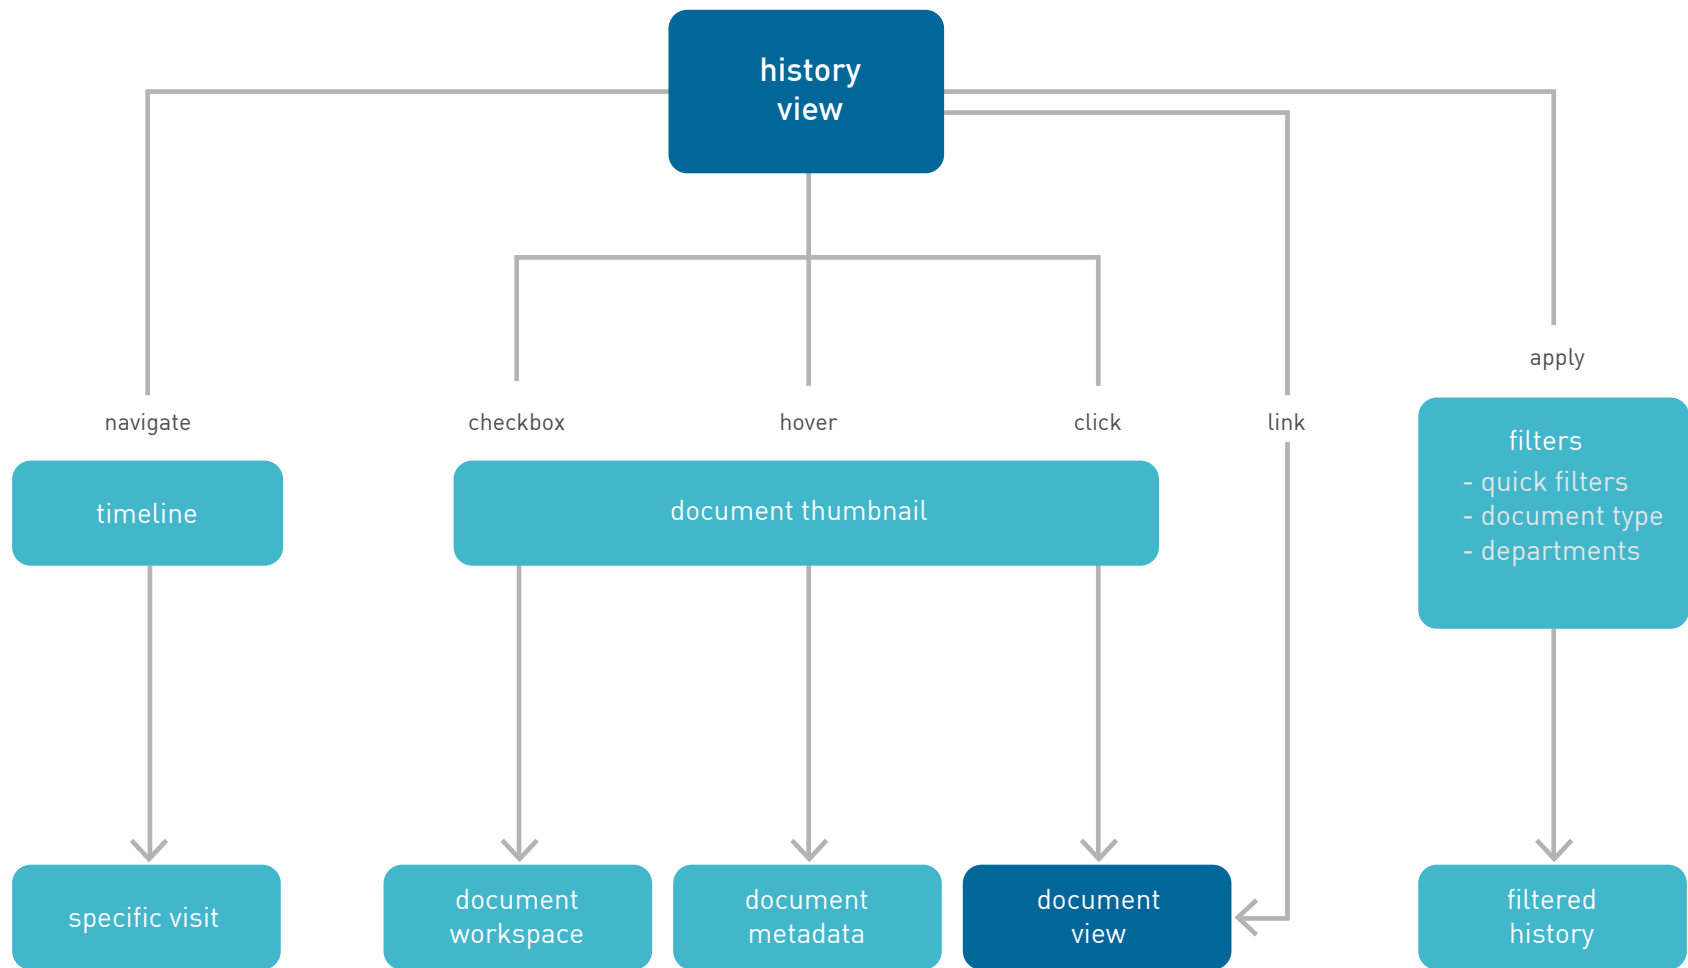 history
view
apply
navigate
checkbox
hover
click
link
timeline
document thumbnail
filters
- quick filters
- document type
- departments
specific visit
document
workspace
document
metadata
document
view
filtered
history